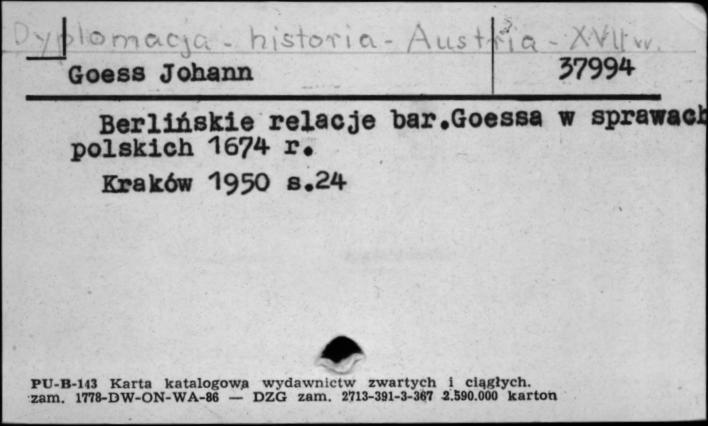 Dyplomacja - historia - Austria - XVII w.
Goess Johann 37994
Berlińskie relacje bar.Goessa w sprawach
polskich 1674 r.
Kraków 1950 s.24
PU-B-143 Karta katalogowa wydawnictw zwartych i ciągłych.
zam. 1778-DW-ON-WA-86 — DZG zam. 2713-391-3-367 2.590.000 karton